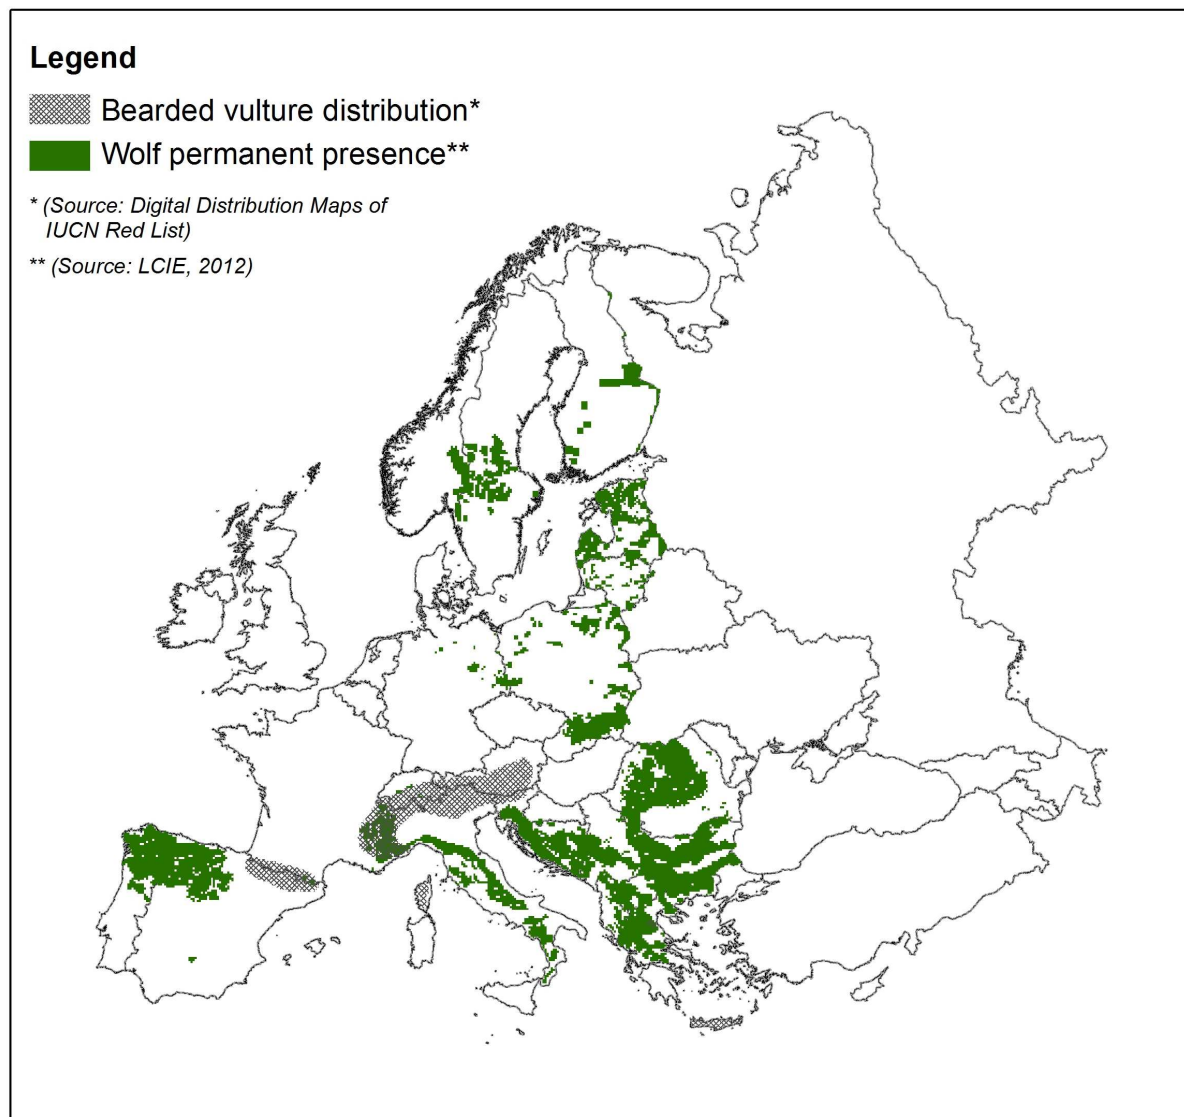 Legend
Bearded vulture distribution*
Wolf permanent presence**
* (Source: Digital Distribution Maps of
IUCN Red List)
** (Source: LCIE, 2012)